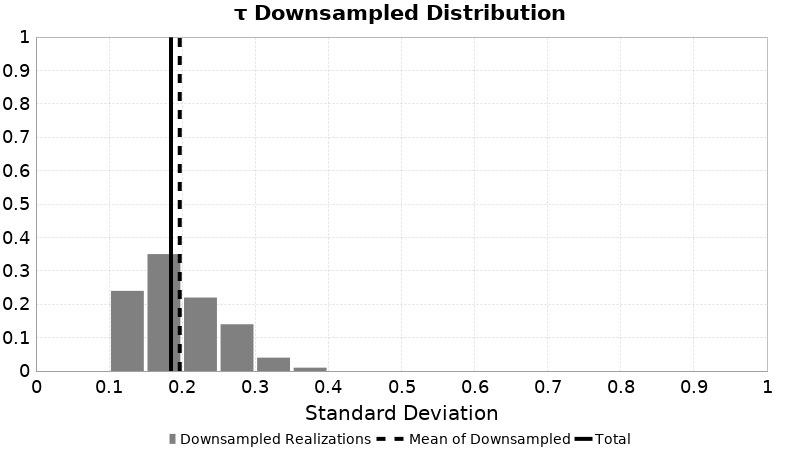 τ Downsampled Distribution
1
0.9
0.8
0.7
0.6
0.5
0.4
0.3
0.2
0.1
0
0 0.1 0.2 0.3 0.4 0.5 0.6 0.7 0.8 0.9 1
Standard Deviation
Downsampled Realizations Mean of Downsampled Total